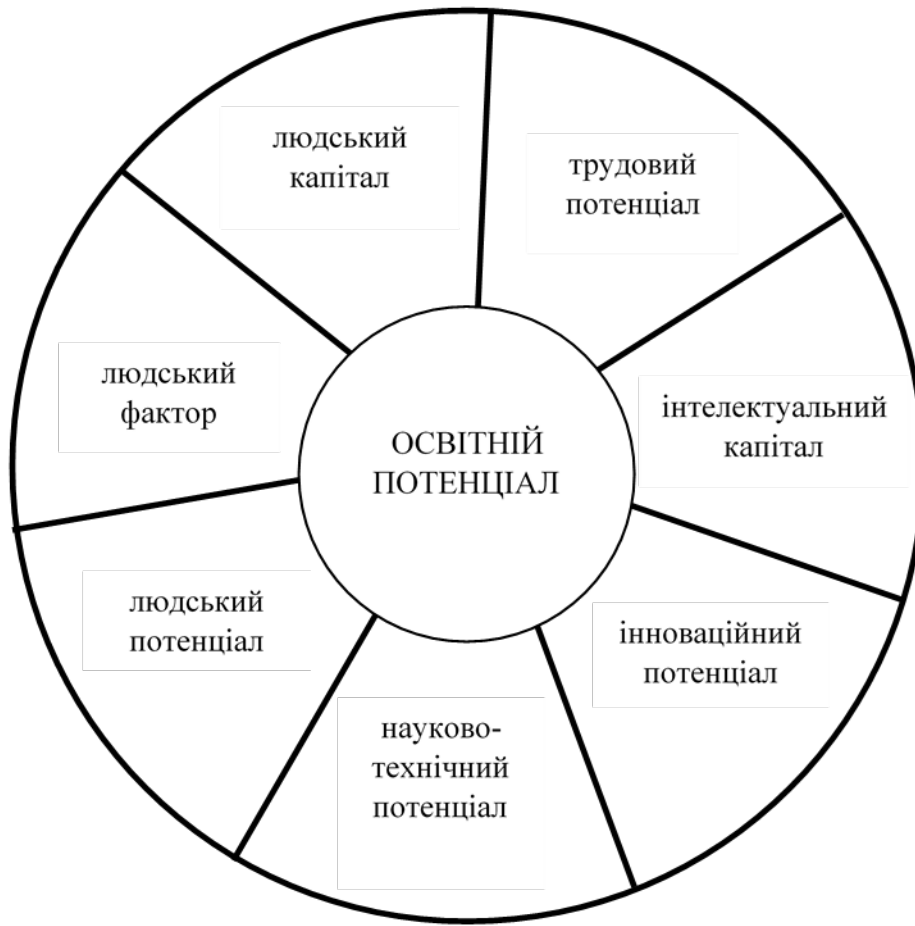 людський
капітал
трудовий
потенціал
людський
фактор
ОСВІТНІЙ
ПОТЕНЦІАЛ
інтелектуальний
капітал
людський
потенціал
інноваційний
потенціал
науково-
технічний
потенціал